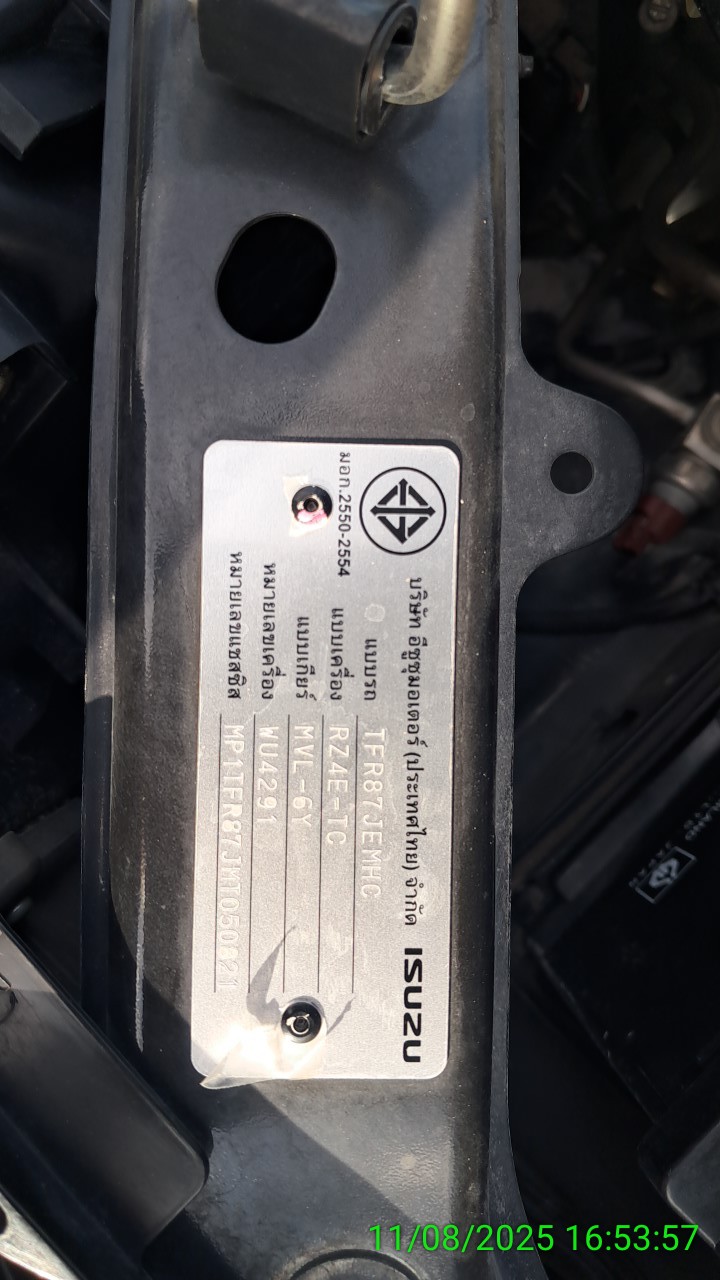 บริษัท อีซูซุมอเตอร์ (ประเทศไทย) จำกัด ISUZU
มอก.2550-2554
แบบรถ TFR87JEMHC
แบบเครื่อง RZ4E-TC
แบบเกียร์ MVL-6Y
หมายเลขเครื่อง WU4291
หมายเลขแชสซิส
11/08/2025 16:53:57